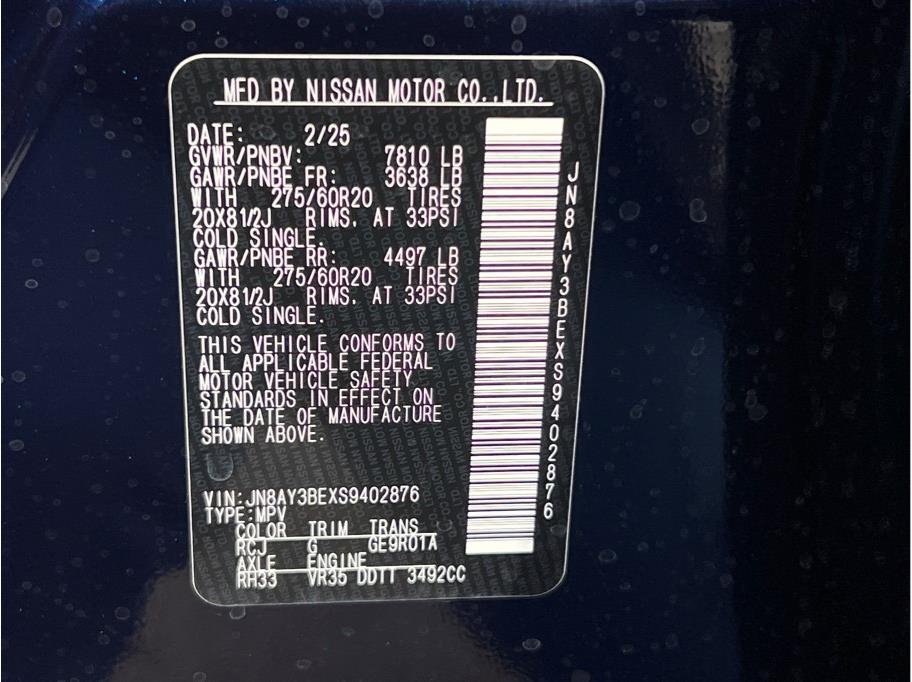 MFD BY NISSAN MOTOR CO.,LTD.
DATE: 2/25
GVWR/PNBV: 7810 LB
GAWR/PNBE FR: 3638 LB
WITH 275/60R20 TIRES
20X81/2J RIMS, AT 33PSI
COLD SINGLE.
GAWR/PNBE RR: 4497 LB
WITH 275/60R20 TIRES
20X81/2J RIMS, AT 33PSI
COLD SINGLE.
THIS VEHICLE CONFORMS TO
ALL APPLICABLE FEDERAL
MOTOR VEHICLE SAFETY
STANDARDS IN EFFECT ON
THE DATE OF MANUFACTURE
SHOWN ABOVE.
VIN:JN8AY3BEXS9402876
TYPE:MPV
COLOR TRIM TRANS
RCJ G GE9R01A
AXLE ENGINE
RH33 VR35 DDTT 3492CC
JN8AY3BEXS9402876